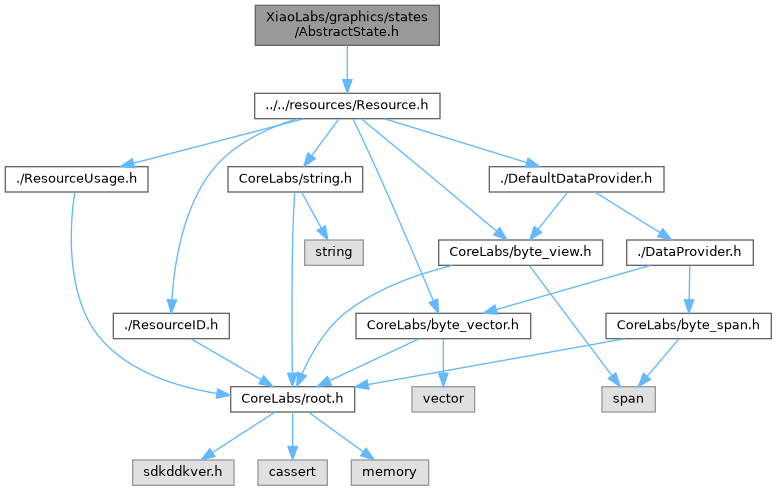 XiaoLabs/graphics/states
/AbstractState.h
../../resources/Resource.h
./ResourceUsage.h
CoreLabs/string.h
./DefaultDataProvider.h
string
CoreLabs/byte_view.h
./DataProvider.h
./ResourceID.h
CoreLabs/byte_vector.h
CoreLabs/byte_span.h
CoreLabs/root.h
vector
span
sdkddkver.h
cassert
memory